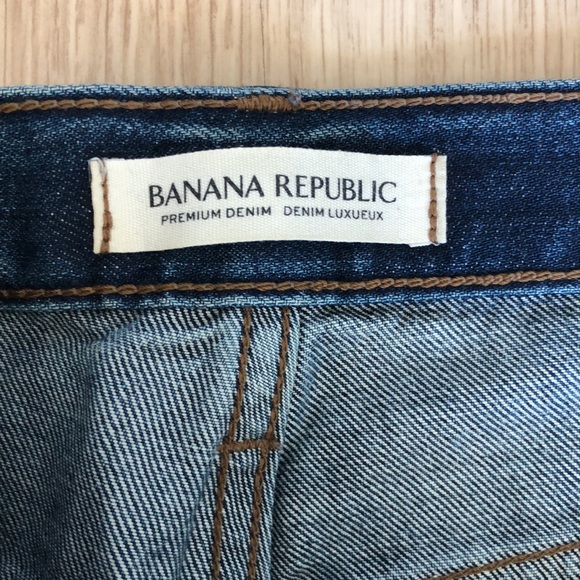 BANANA REPUBLIC
PREMIUM DENIM DENIM LUXUEUX